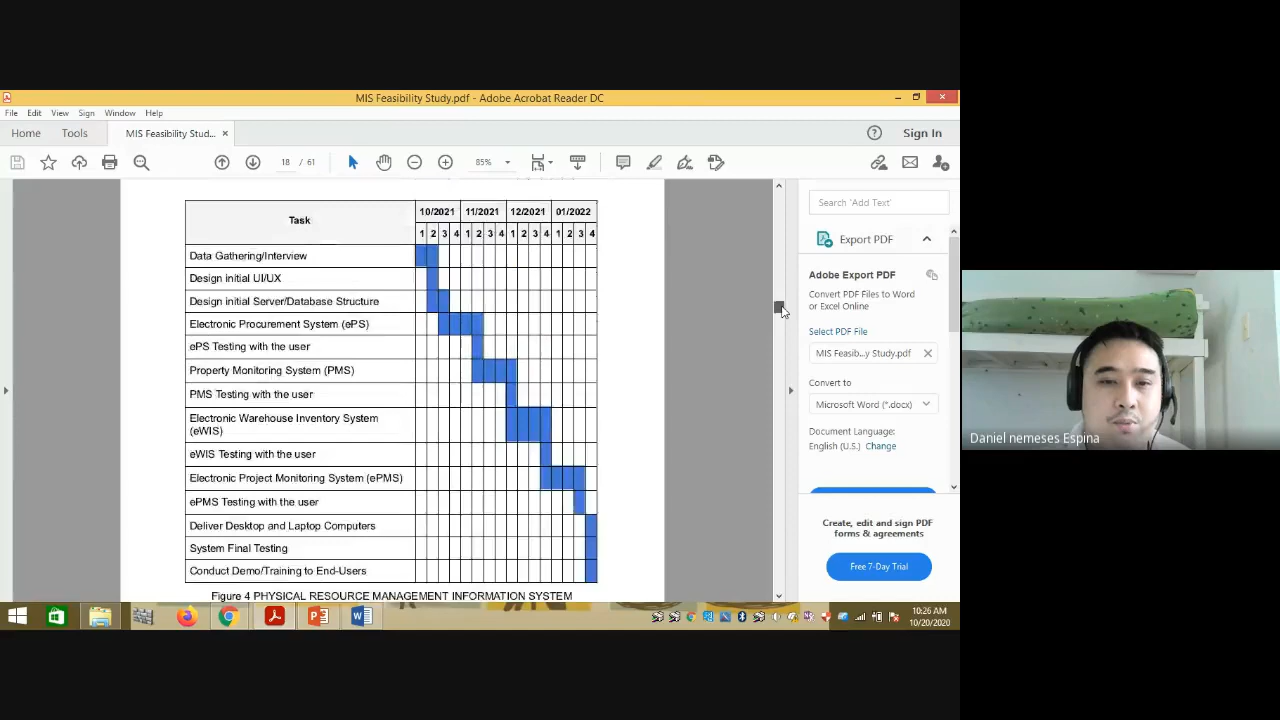 MIS Feasibility Study.pdf - Adobe Acrobat Reader DC
File Edit View Sign Window Help
Home Tools MIS Feasibility Stud... × Sign In
18 / 61 85%
Search 'Add Text'
Export PDF
Adobe Export PDF
Convert PDF Files to Word
or Excel Online
Select PDF File
MIS Feasib...y Study.pdf
Convert to
Microsoft Word (*.docx)
Document Language:
English (U.S.) Change
Create, edit and sign PDF
forms & agreements
Free 7-Day Trial
Task 10/2021 11/2021 12/2021 01/2022
1 2 3 4 1 2 3 4 1 2 3 4 1 2 3 4
Data Gathering/Interview
Design initial UI/UX
Design initial Server/Database Structure
Electronic Procurement System (ePS)
ePS Testing with the user
Property Monitoring System (PMS)
PMS Testing with the user
Electronic Warehouse Inventory System
(eWIS)
eWIS Testing with the user
Electronic Project Monitoring System (ePMS)
ePMS Testing with the user
Deliver Desktop and Laptop Computers
System Final Testing
Conduct Demo/Training to End-Users
Figure 4 PHYSICAL RESOURCE MANAGEMENT INFORMATION SYSTEM
10:26 AM
10/20/2020
Daniel nemeses Espina